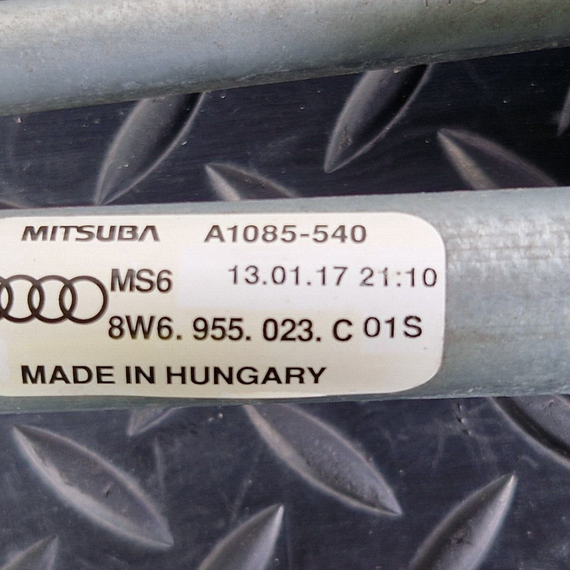 MITSUBA A1085-540
MS6 13.01.17 21:10
8W6. 955. 023. C 01S
MADE IN HUNGARY